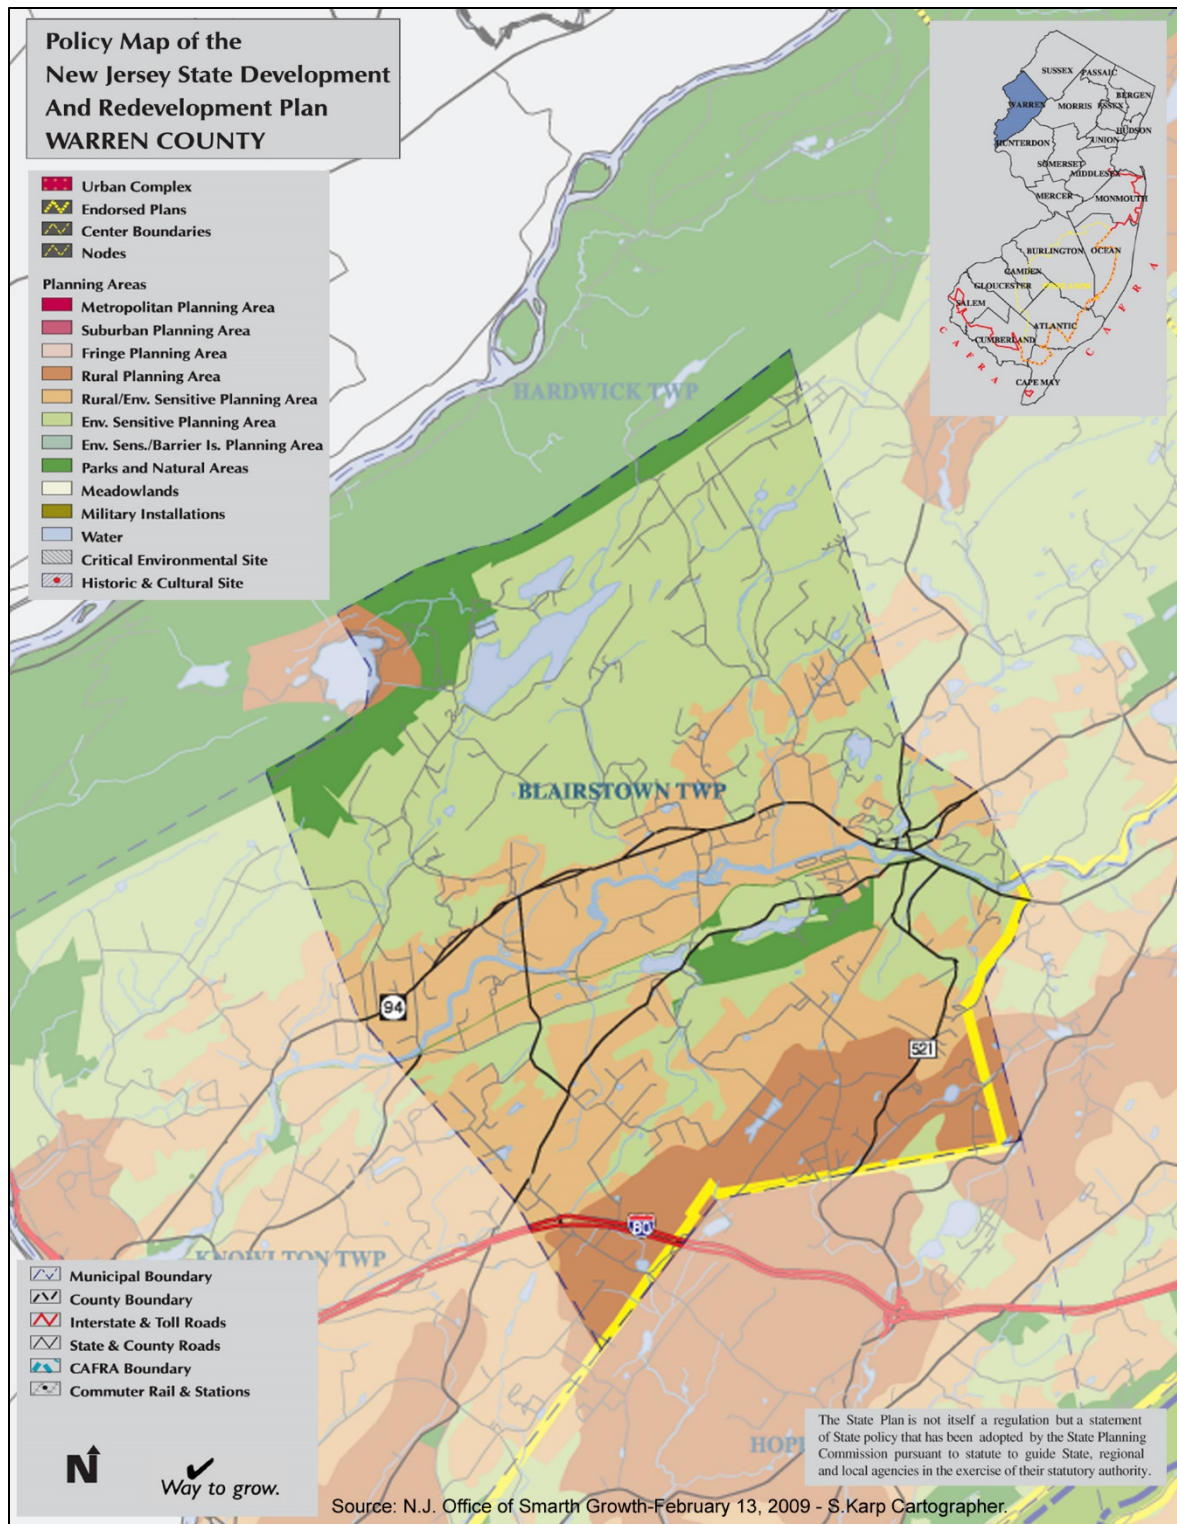 Policy Map of the
New Jersey State Development
And Redevelopment Plan
WARREN COUNTY
Urban Complex
Endorsed Plans
Center Boundaries
Nodes
Planning Areas
Metropolitan Planning Area
Suburban Planning Area
Fringe Planning Area
Rural Planning Area
Rural/Env. Sensitive Planning Area
Env. Sensitive Planning Area
Env. Sens./Barrier Is. Planning Area
Parks and Natural Areas
Meadowlands
Military Installations
Water
Critical Environmental Site
Historic & Cultural Site
SUSSEX
PASSAIC
BERGEN
WARREN
MORRIS
ESSEX
HUDSON
HUNTERDON
UNION
SOMERSET
MIDDLESEX
MERCER
MONMOUTH
BURLINGTON
OCEAN
CAMDEN
GLOUCESTER
SALEM
ATLANTIC
CUMBERLAND
CAPE MAY
CAFRA
CAFRA
HARDWICK TWP
BLAIRSTOWN TWP
94
521
80
KNOWLTON TWP
Municipal Boundary
County Boundary
Interstate & Toll Roads
State & County Roads
CAFRA Boundary
Commuter Rail & Stations
N
Way to grow.
The State Plan is not itself a regulation but a statement
of State policy that has been adopted by the State Planning
Commission pursuant to statute to guide State, regional
and local agencies in the exercise of their statutory authority.
Source: N.J. Office of Smarth Growth-February 13, 2009 - S.Karp Cartographer.